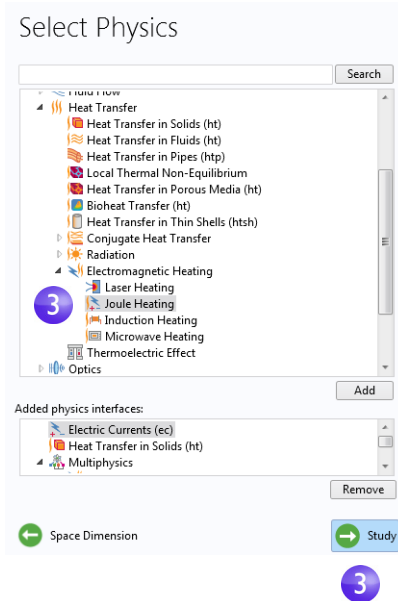 Select Physics
Search
Fluid Flow
Heat Transfer
Heat Transfer in Solids (ht)
Heat Transfer in Fluids (ht)
Heat Transfer in Pipes (htp)
Local Thermal Non-Equilibrium
Heat Transfer in Porous Media (ht)
Bioheat Transfer (ht)
Heat Transfer in Thin Shells (htsh)
Conjugate Heat Transfer
Radiation
Electromagnetic Heating
Laser Heating
3 Joule Heating
Induction Heating
Microwave Heating
Thermoelectric Effect
Optics
Add
Added physics interfaces:
Electric Currents (ec)
Heat Transfer in Solids (ht)
Multiphysics
Remove
Space Dimension Study
3